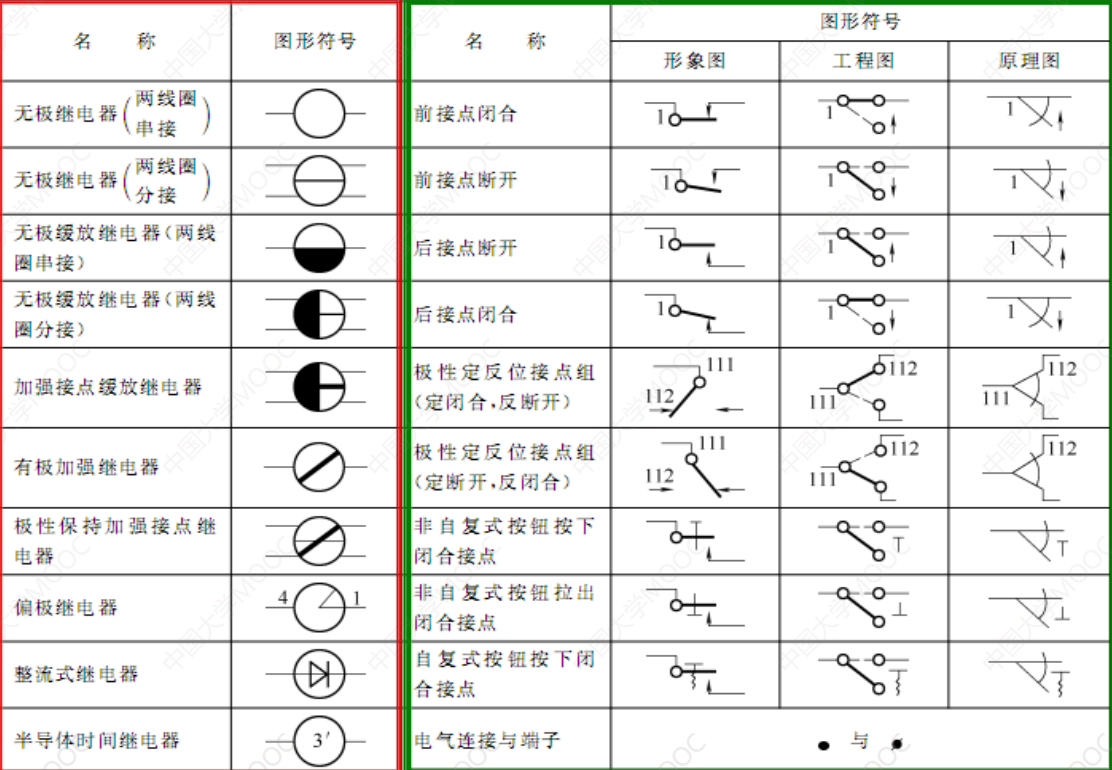 名 称
图形符号
名 称
图形符号
形象图
工程图
原理图
无极继电器(两线圈
串接)
前接点闭合
1
1
1
无极继电器(两线圈
分接)
前接点断开
1
1
1
无极缓放继电器(两线
圈串接)
后接点断开
1
1
1
无极缓放继电器(两线
圈分接)
后接点闭合
1
1
1
加强接点缓放继电器
极性定反位接点组
(定闭合,反断开)
111
112
112
111
112
111
有极加强继电器
极性定反位接点组
(定断开,反闭合)
111
112
112
111
112
极性保持加强接点继
电器
非自复式按钮按下
闭合接点
偏极继电器
4
1
非自复式按钮拉出
闭合接点
整流式继电器
自复式按钮按下闭
合接点
半导体时间继电器
3′
电气连接与端子
与
中国大学MOOC